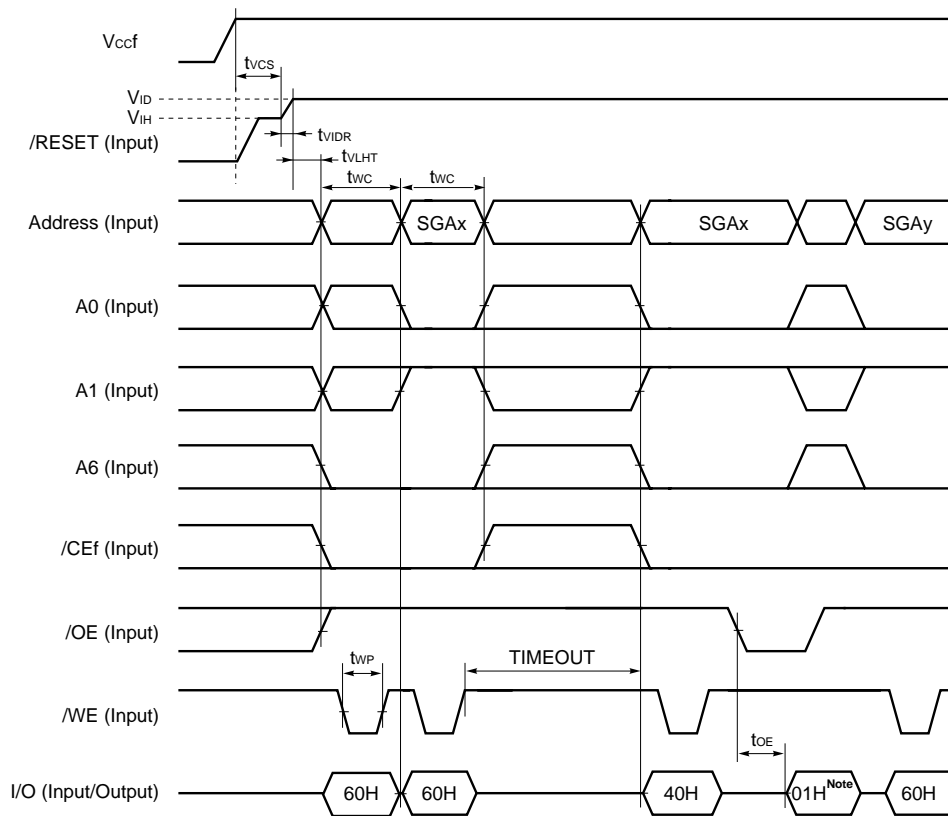 Vccf
tVCS
VID
VIH
/RESET (Input)
tVIDR
tVLHT
tWC tWC
Address (Input) SGAx SGAx SGAy
A0 (Input)
A1 (Input)
A6 (Input)
/CEf (Input)
/OE (Input)
tWP TIMEOUT
/WE (Input)
tOE
I/O (Input/Output) 60H 60H 40H 01H Note 60H